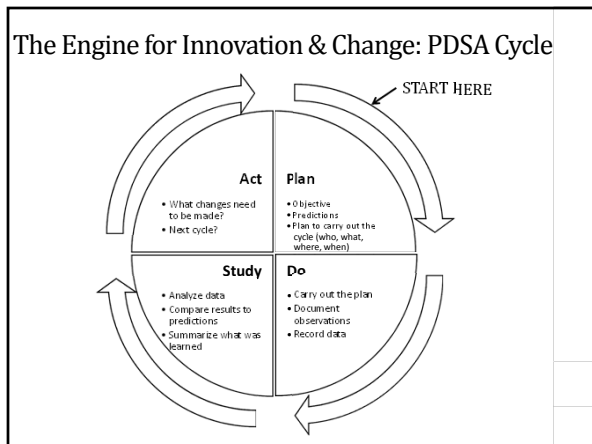 The Engine for Innovation & Change: PDSA Cycle
START HERE
Act
• What changes need
to be made?
• Next cycle?
Plan
• Objective
• Predictions
• Plan to carry out the
cycle (who, what,
where, when)
Study
• Analyze data
• Compare results to
predictions
• Summarize what was
learned
Do
• Carry out the plan
• Document
observations
• Record data